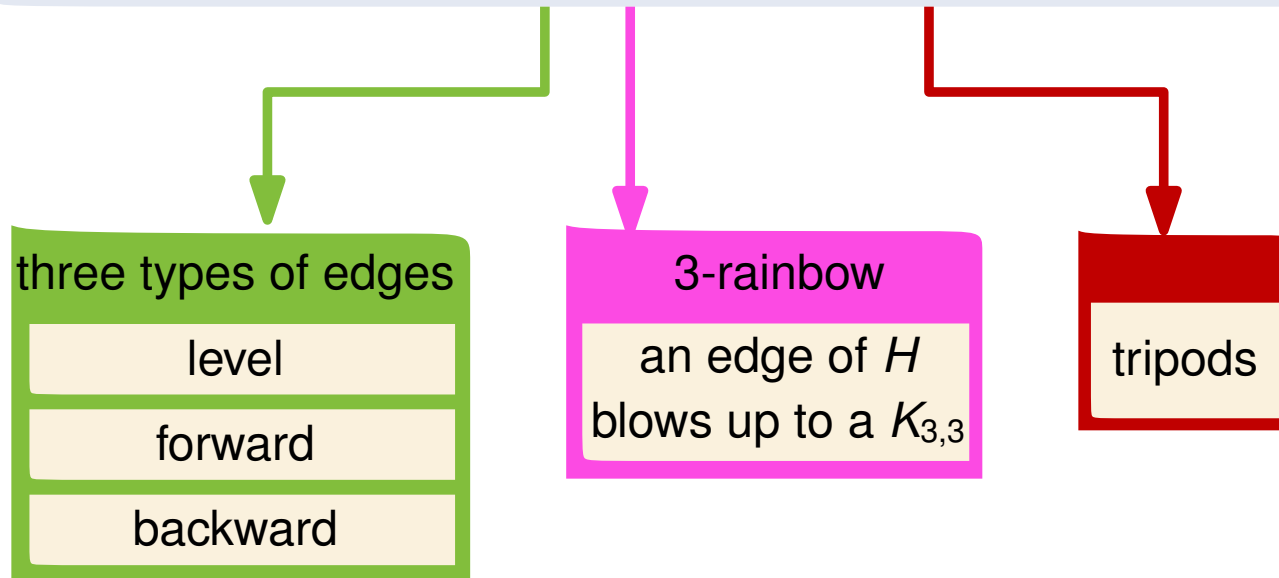 three types of edges
level
forward
backward
3-rainbow
an edge of H
blows up to a K3,3
tripods